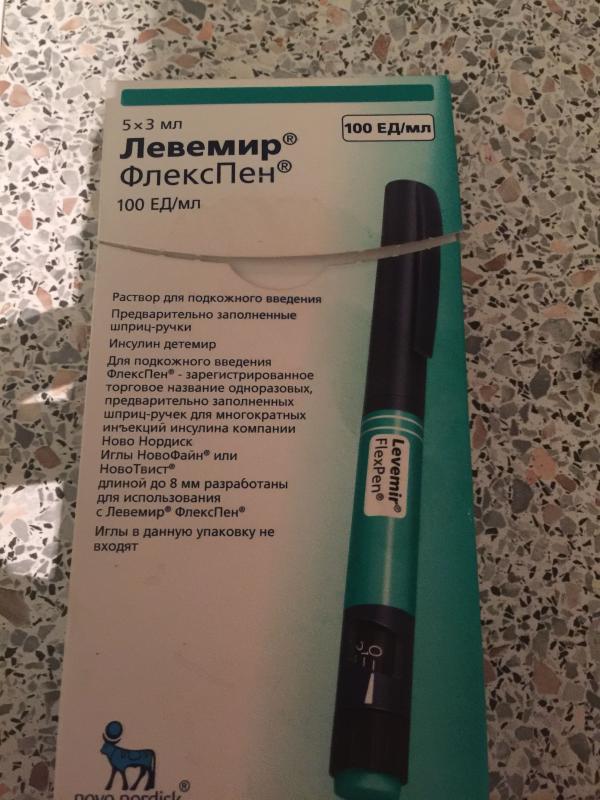 5×3 мл
Левемир®
ФлексПен®
100 ЕД/мл
100 ЕД/мл
Раствор для подкожного введения
Предварительно заполненные
шприц-ручки
Инсулин детемир
Для подкожного введения
ФлексПен® - зарегистрированное
торговое название одноразовых,
предварительно заполненных
шприц-ручек для многократных
инъекций инсулина компании
Ново Нордиск
Иглы НовоФайн® или
НовоТвист®
длиной до 8 мм разработаны
для использования
с Левемир® ФлексПен®
Иглы в данную упаковку не
входят
Levemir®
FlexPen®
novo nordisk®